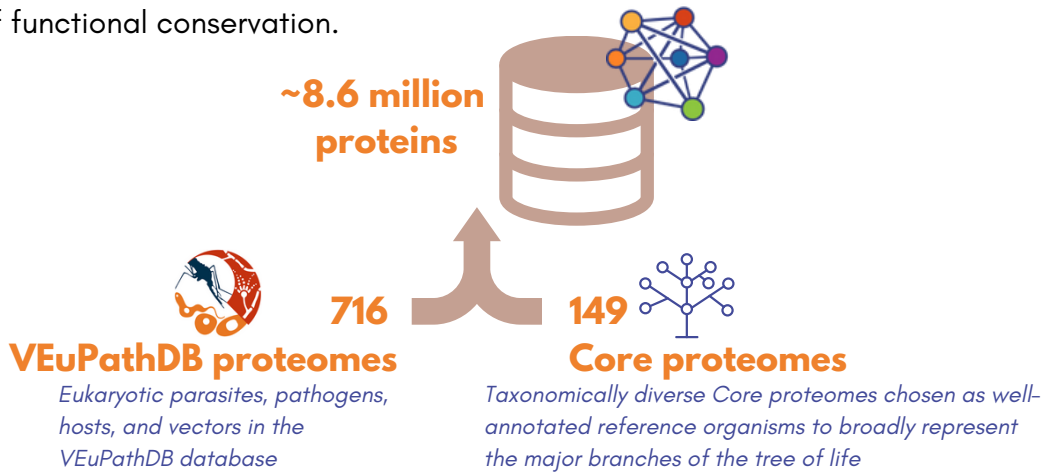 functional conservation.
~8.6 million
proteins
716
149
VEuPathDB proteomes
Core proteomes
Eukaryotic parasites, pathogens,
hosts, and vectors in the
VEuPathDB database
Taxonomically diverse Core proteomes chosen as well-
annotated reference organisms to broadly represent
the major branches of the tree of life